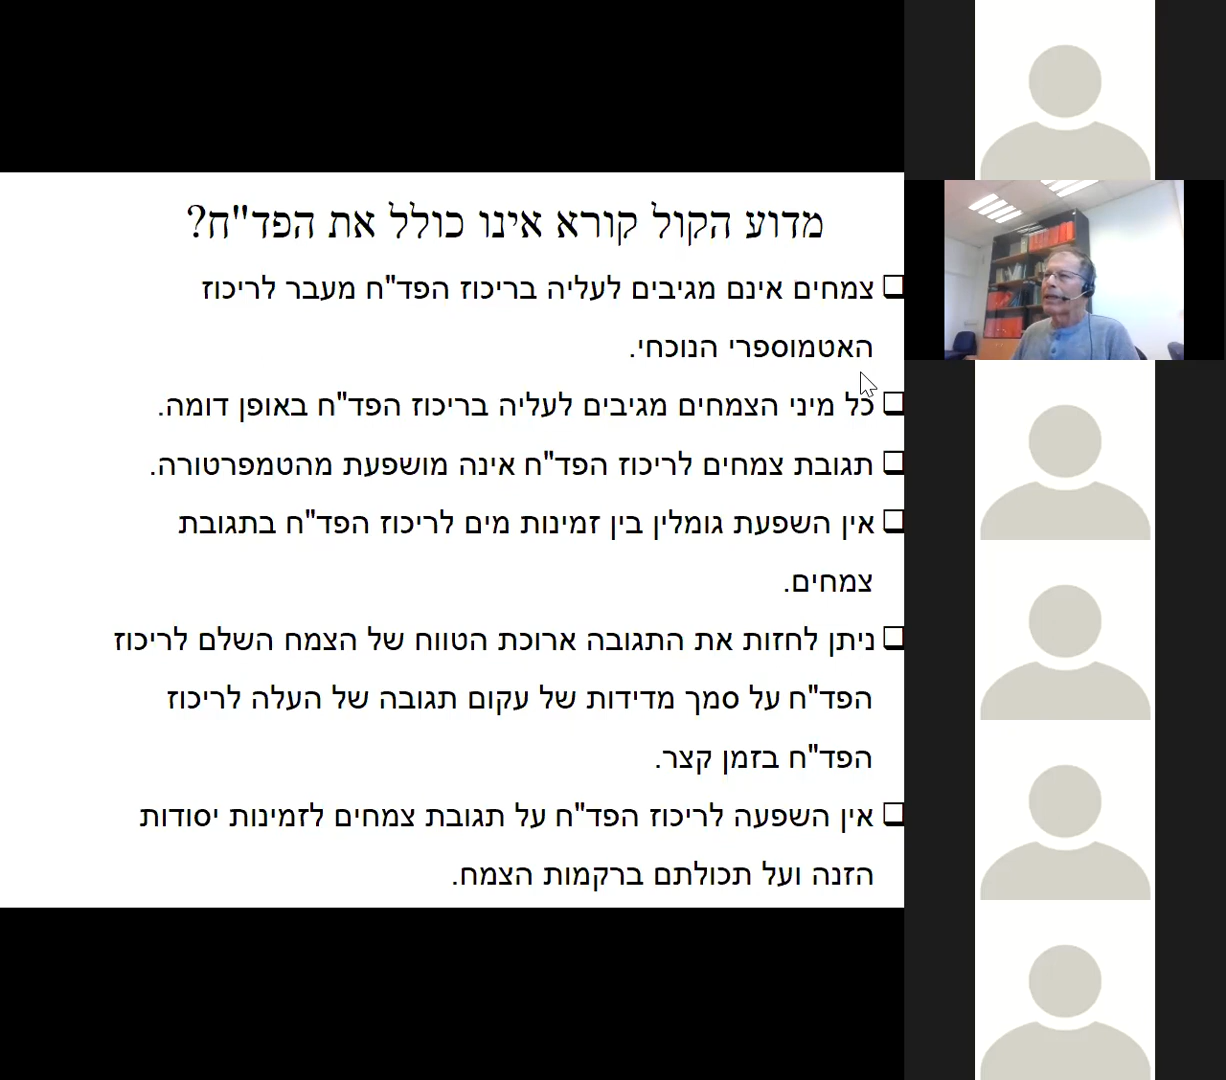 מדוע הקול קורא אינו כולל את הפד"ח?
צמחים אינם מגיבים לעליה בריכוז הפד"ח מעבר לריכוז
האטמוספרי הנוכחי.
כל מיני הצמחים מגיבים לעליה בריכוז הפד"ח באופן דומה.
תגובת צמחים לריכוז הפד"ח אינה מושפעת מהטמפרטורה.
אין השפעת גומלין בין זמינות מים לריכוז הפד"ח בתגובת
צמחים.
ניתן לחזות את התגובה ארוכת הטווח של הצמח השלם לריכוז
הפד"ח על סמך מדידות של עקום תגובה של העלה לריכוז
הפד"ח בזמן קצר.
אין השפעה לריכוז הפד"ח על תגובת צמחים לזמינות יסודות
הזנה ועל תכולתם ברקמות הצמח.